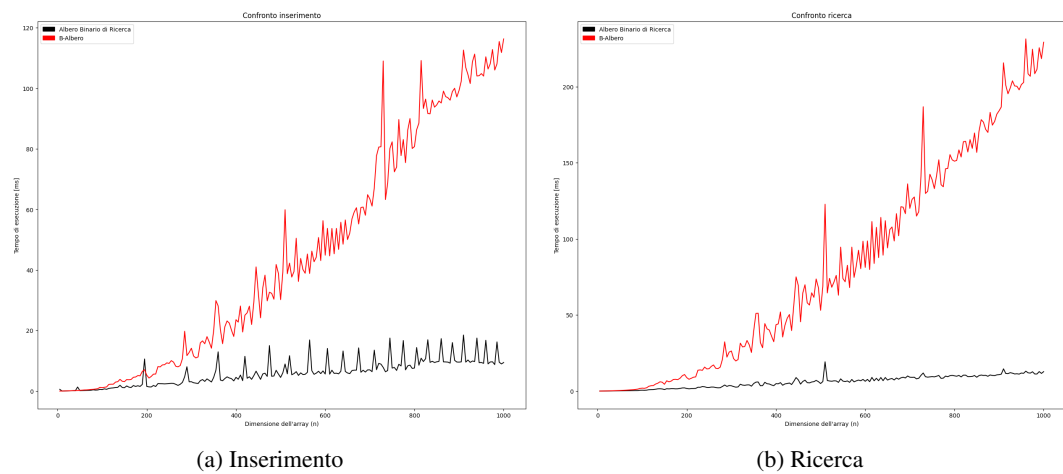 Confronto inserimento
Albero Binario di Ricerca
B-Albero
Tempo di esecuzione [ms]
120
100
80
60
40
20
0
0
200
400
600
800
1000
Dimensione dell'array (n)
(a) Inserimento
Confronto ricerca
Albero Binario di Ricerca
B-Albero
Tempo di esecuzione [ms]
200
150
100
50
0
0
200
400
600
800
1000
Dimensione dell'array (n)
(b) Ricerca